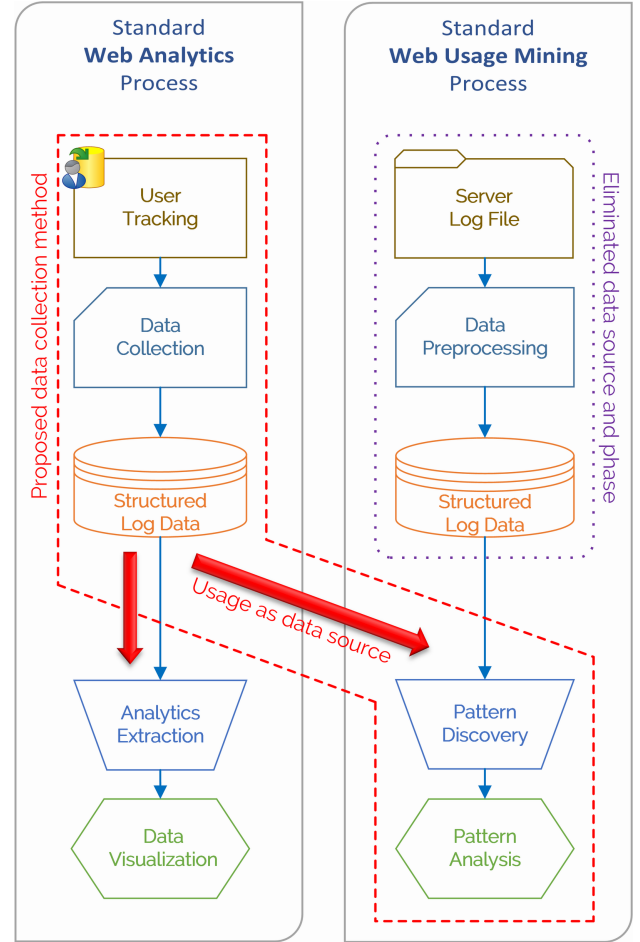 Standard
Web Analytics
Process
Proposed data collection method
User
Tracking
Data
Collection
Structured
Log Data
Usage as data source
Analytics
Extraction
Data
Visualization
Standard
Web Usage Mining
Process
Server
Log File
Data
Preprocessing
Structured
Log Data
Eliminated data source and phase
Pattern
Discovery
Pattern
Analysis